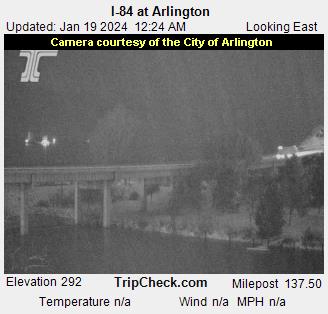 I-84 at Arlington
Updated: Jan 19 2024 12:24 AM Looking East
Camera courtesy of the City of Arlington
Elevation 292 TripCheck.com Milepost 137.50
Temperature n/a Wind n/a MPH n/a